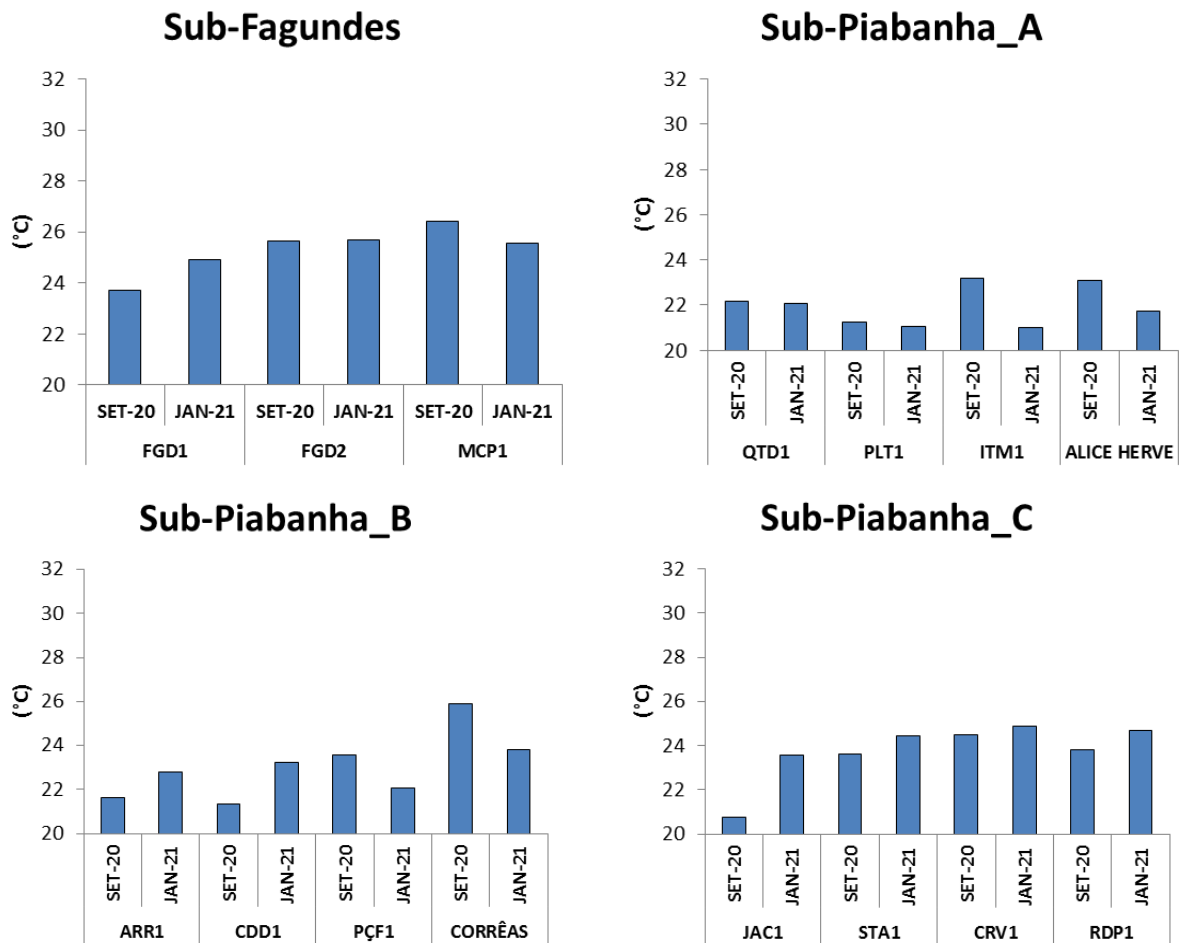 Sub-Fagundes
32
30
28
26
24
22
20
(°C)
SET-20 JAN-21 SET-20 JAN-21 SET-20 JAN-21
FGD1 FGD2 MCP1
Sub-Piabanha_A
32
30
28
26
24
22
20
(°C)
SET-20 JAN-21 SET-20 JAN-21 SET-20 JAN-21 SET-20 JAN-21
QTD1 PLT1 ITM1 ALICE HERVE
Sub-Piabanha_B
32
30
28
26
24
22
20
(°C)
SET-20 JAN-21 SET-20 JAN-21 SET-20 JAN-21 SET-20 JAN-21
ARR1 CDD1 PÇF1 CORRÊAS
Sub-Piabanha_C
32
30
28
26
24
22
20
(°C)
SET-20 JAN-21 SET-20 JAN-21 SET-20 JAN-21 SET-20 JAN-21
JAC1 STA1 CRV1 RDP1